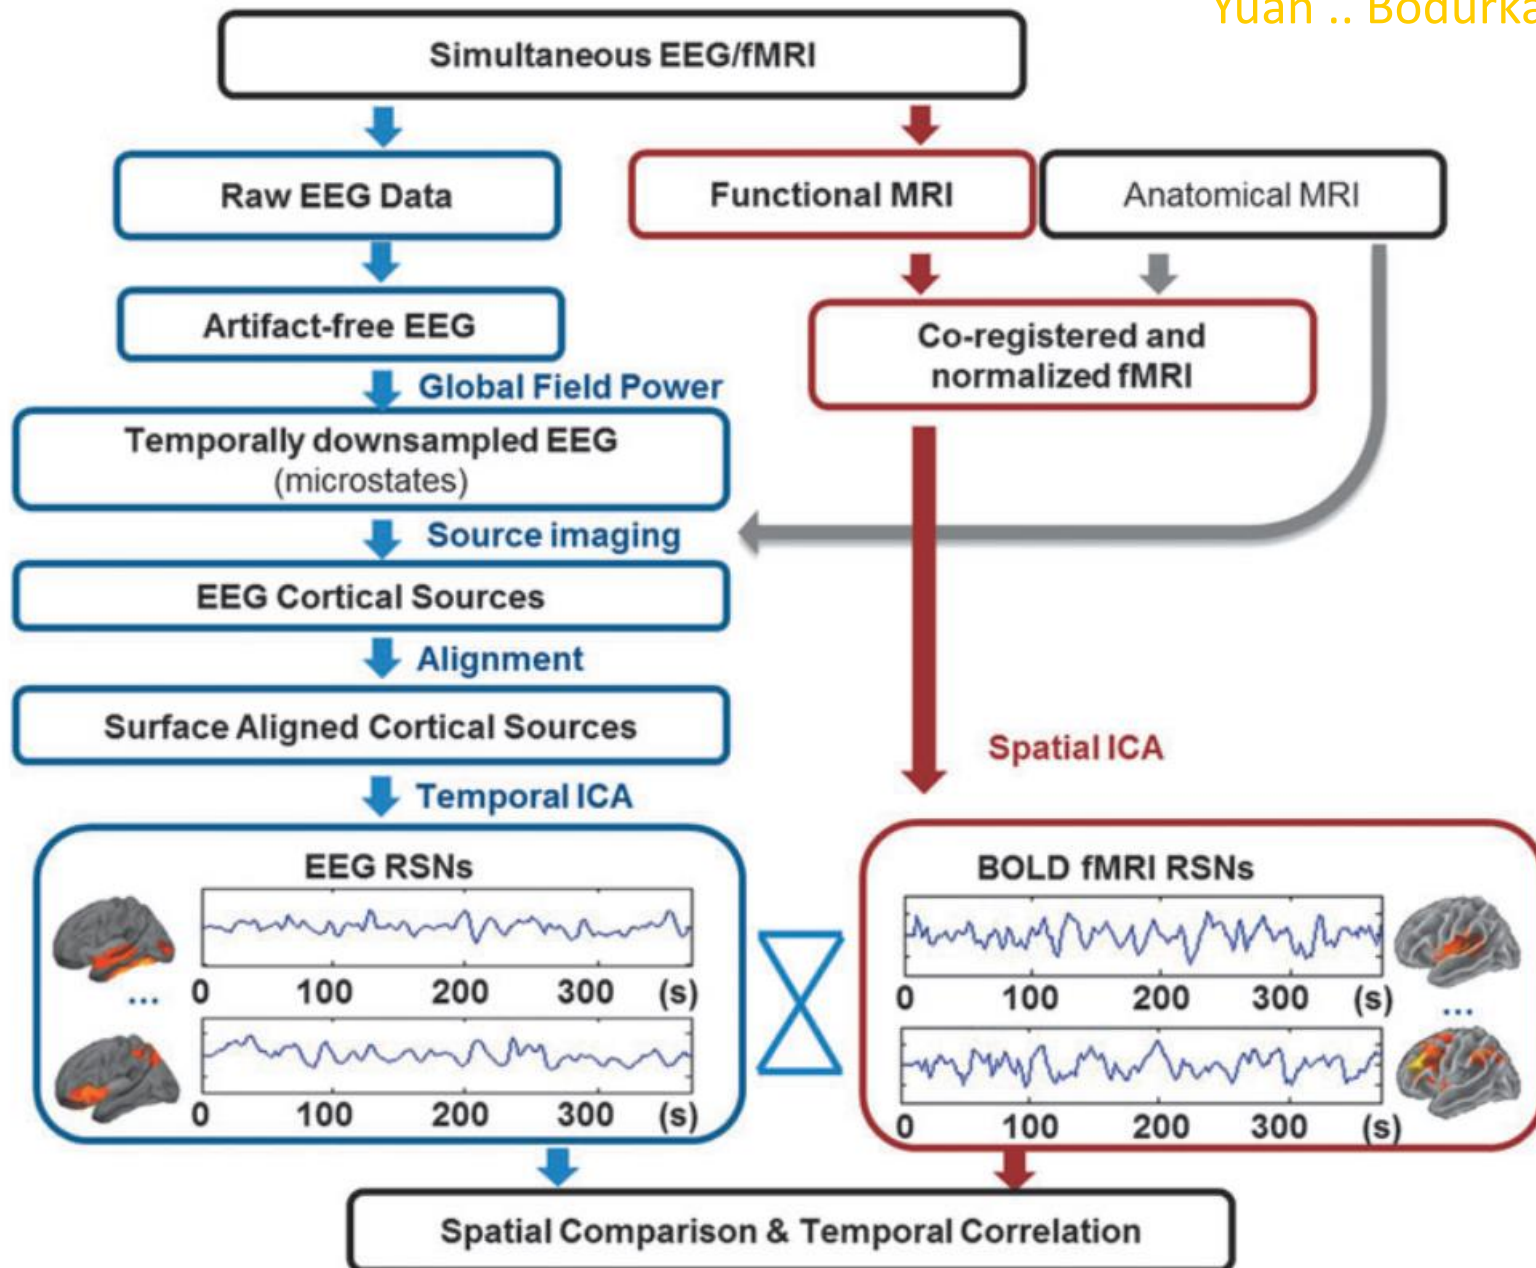 Yuan .. Bodurka
Simultaneous EEG/fMRI
Raw EEG Data
Functional MRI
Anatomical MRI
Artifact-free EEG
Co-registered and
normalized fMRI
Global Field Power
Temporally downsampled EEG
(microstates)
Source imaging
EEG Cortical Sources
Alignment
Surface Aligned Cortical Sources
Spatial ICA
Temporal ICA
EEG RSNs
0 100 200 300 (s)
...
0 100 200 300 (s)
BOLD fMRI RSNs
0 100 200 300 (s)
...
0 100 200 300 (s)
Spatial Comparison & Temporal Correlation